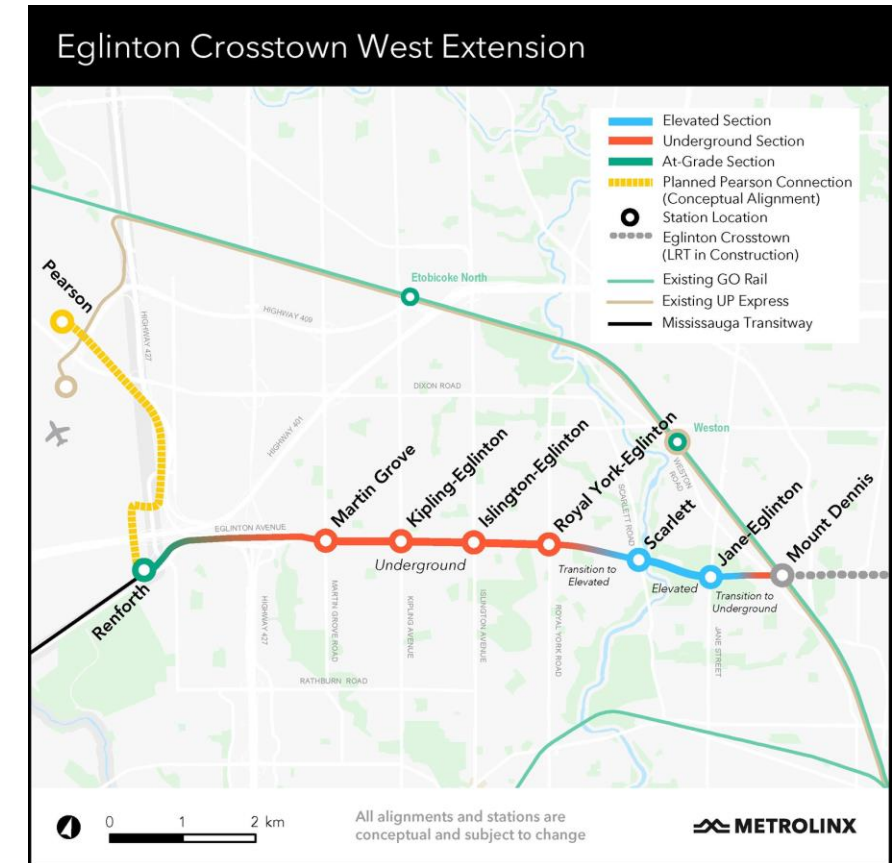 Eglinton Crosstown West Extension
Elevated Section
Underground Section
At-Grade Section
Planned Pearson Connection
(Conceptual Alignment)
Station Location
Eglinton Crosstown
(LRT in Construction)
Existing GO Rail
Existing UP Express
Mississauga Transitway
Etobicoke North
Pearson
HIGHWAY 427
HIGHWAY 409
DIXON ROAD
HIGHWAY 401
Weston
WESTON
ROAD
SCARLETT ROAD
EGLINTON AVENUE
Martin Grove
Kipling-Eglinton
Islington-Eglinton
Royal York-Eglinton
Scarlett
Jane-Eglinton
Mount Dennis
Renforth
Underground
Transition to
Elevated
Elevated
Transition to
Underground
HIGHWAY 427
MARTIN GROVE ROAD
KIPLING AVENUE
ISLINGTON AVENUE
ROYAL YORK ROAD
JANE STREET
RATHBURN ROAD
0 1 2 km
All alignments and stations are
conceptual and subject to change
METROLINX